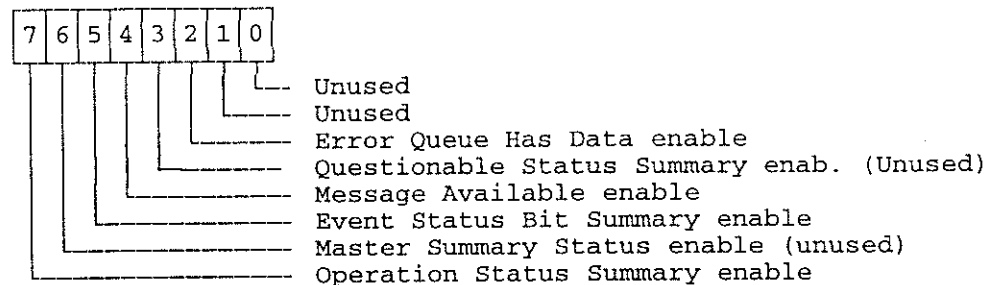 7 6 5 4 3 2 1 0
Unused
Unused
Error Queue Has Data enable
Questionable Status Summary enab. (Unused)
Message Available enable
Event Status Bit Summary enable
Master Summary Status enable (unused)
Operation Status Summary enable